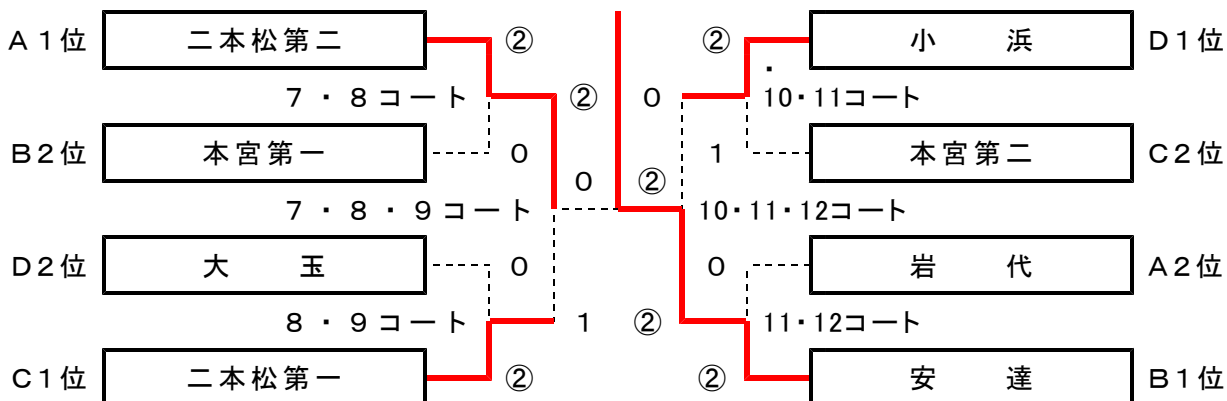 A1位 二本松第二 ② ② 小 浜 D1位
7・8コート ② 0 10・11コート
B2位 本宮第一 0 1 本宮第二 C2位
0 ②
7・8・9コート 10・11・12コート
D2位 大 玉 0 0 岩 代 A2位
8・9コート 1 ② 11・12コート
C1位 二本松第一 ② ② 安 達 B1位